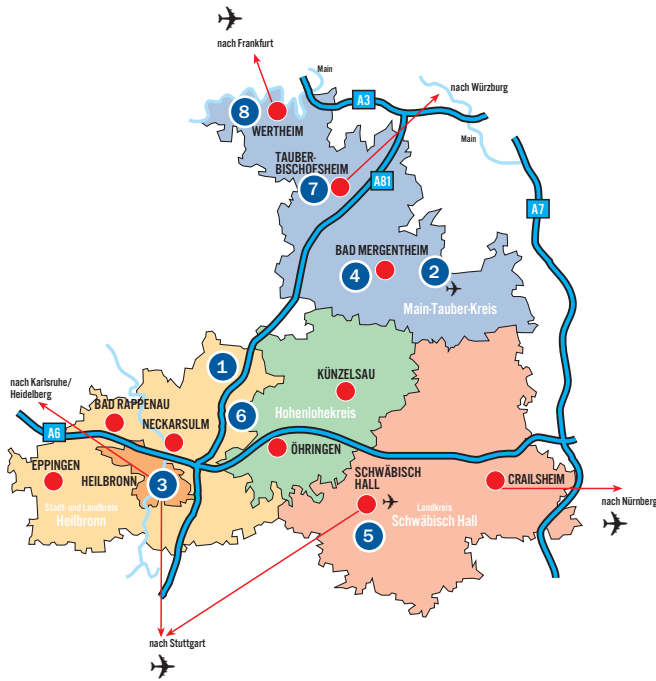 nach Frankfurt
Main
A3
nach Würzburg
8
WERTHEIM
Main
TAUBER-
BISCHOFSHEIM
7
A81
A7
BAD MERGENTHEIM
4
2
Main-Tauber-Kreis
1
nach Karlsruhe/
Heidelberg
KÜNZELSAU
BAD RAPPENAU
Hohenlohekreis
6
NECKARSULM
A6
ÖHRINGEN
EPPINGEN
HEILBRONN
3
SCHWÄBISCH
HALL
CRAILSHEIM
Stadt- und Landkreis
Heilbronn
Landkreis
Schwäbisch Hall
nach Nürnberg
5
nach Stuttgart